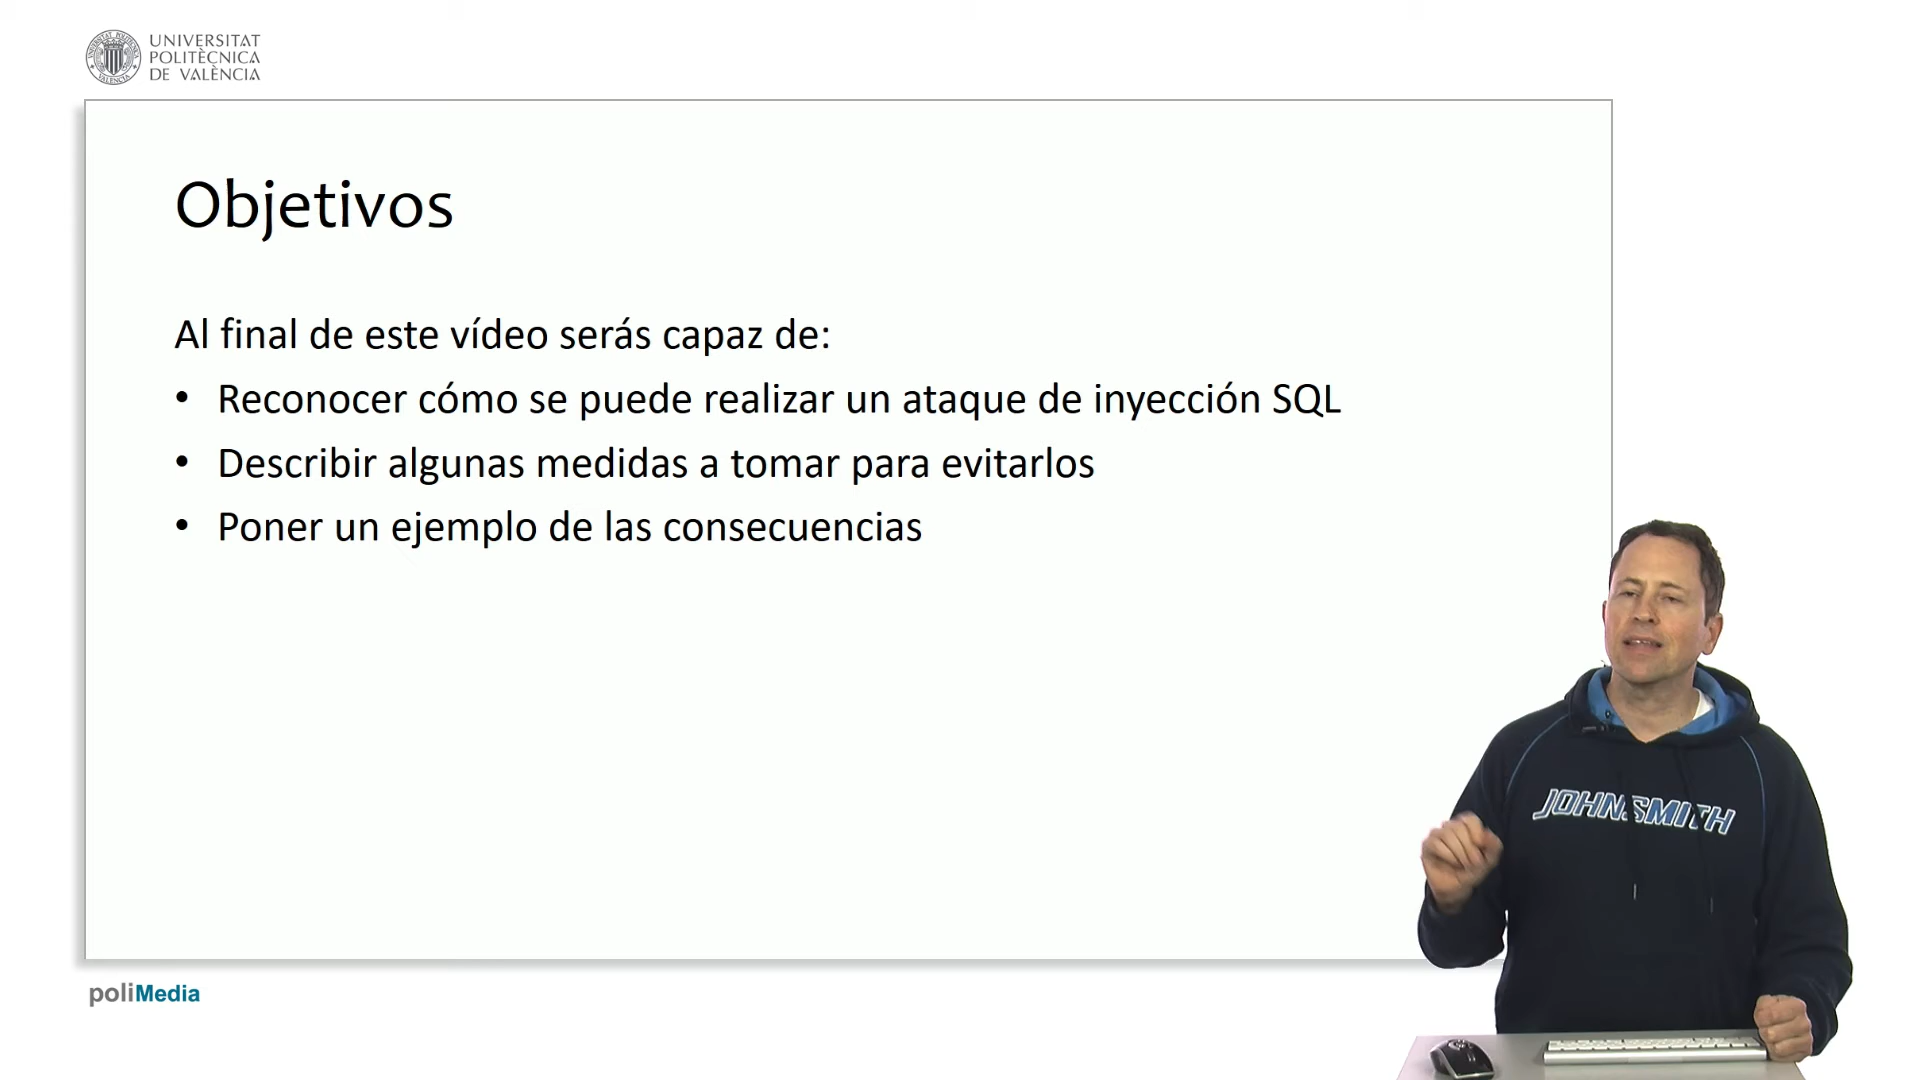 UNIVERSITAT
POLITÈCNICA
DE VALÈNCIA
Objetivos
Al final de este vídeo serás capaz de:
• Reconocer cómo se puede realizar un ataque de inyección SQL
• Describir algunas medidas a tomar para evitarlos
• Poner un ejemplo de las consecuencias
JOHN SMITH
poliMedia